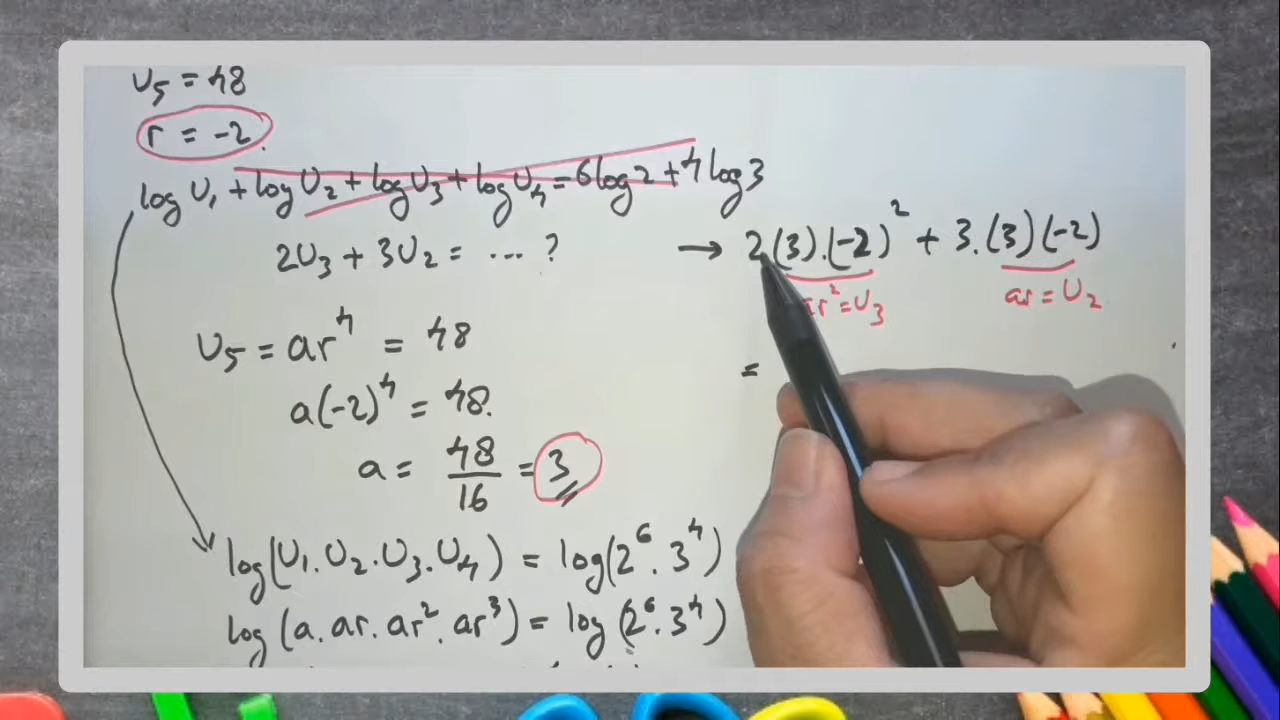 U₅ = 48
r = -2
log U₁ + log U₂ + log U₃ + log U₄ = 6 log 2 + 4 log 3
2U₃ + 3U₂ = ... ?
U₅ = ar⁴ = 48
a(-2)⁴ = 48.
a = 48/16 = 3
log(U₁.U₂.U₃.U₄) = log(2⁶.3⁴)
log(a.ar.ar².ar³) = log(2⁶.3⁴)
→ 2(3).(-2)² + 3.(3)(-2)
ar² = U₃
ar = U₂
=